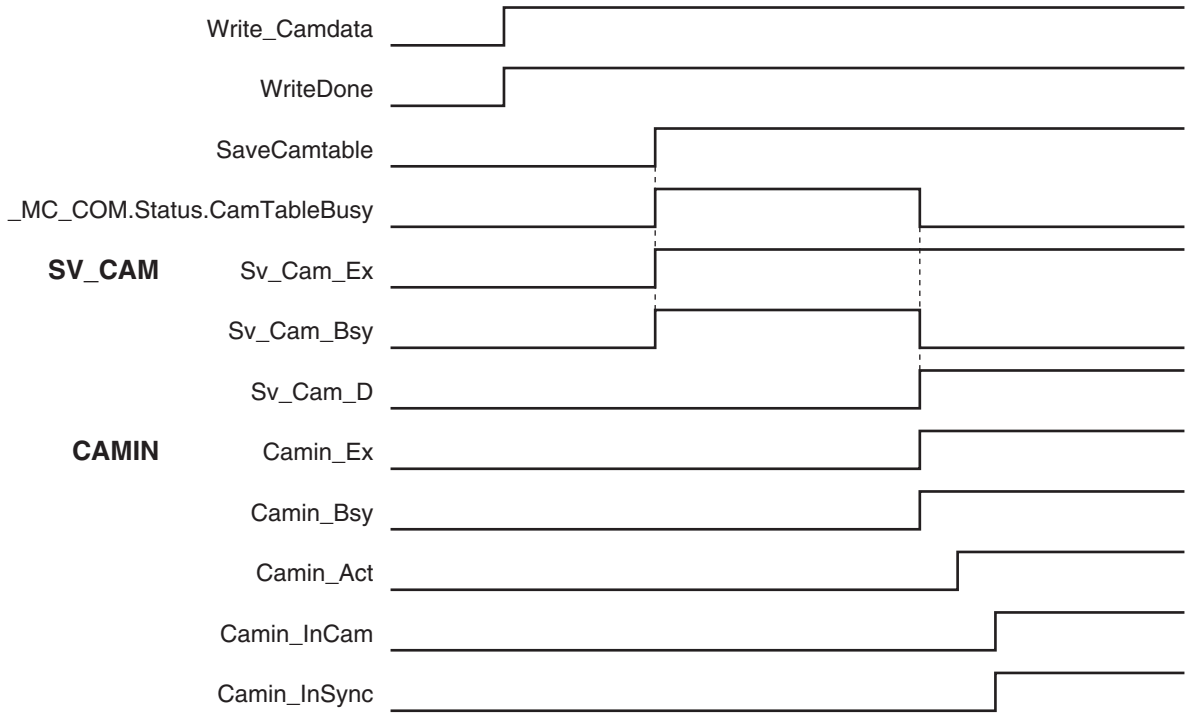 Write_Camdata
WriteDone
SaveCamtable
_MC_COM.Status.CamTableBusy
SV_CAM Sv_Cam_Ex
Sv_Cam_Bsy
Sv_Cam_D
CAMIN Camin_Ex
Camin_Bsy
Camin_Act
Camin_InCam
Camin_InSync